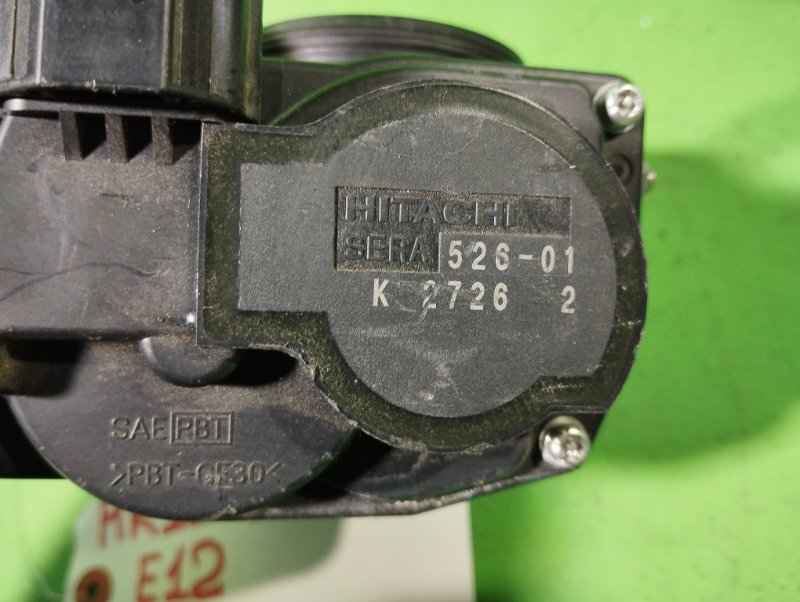 HITACHI
SERA 526-01
K 2726 2
SAE PBT
>PBT-GF30<
E12